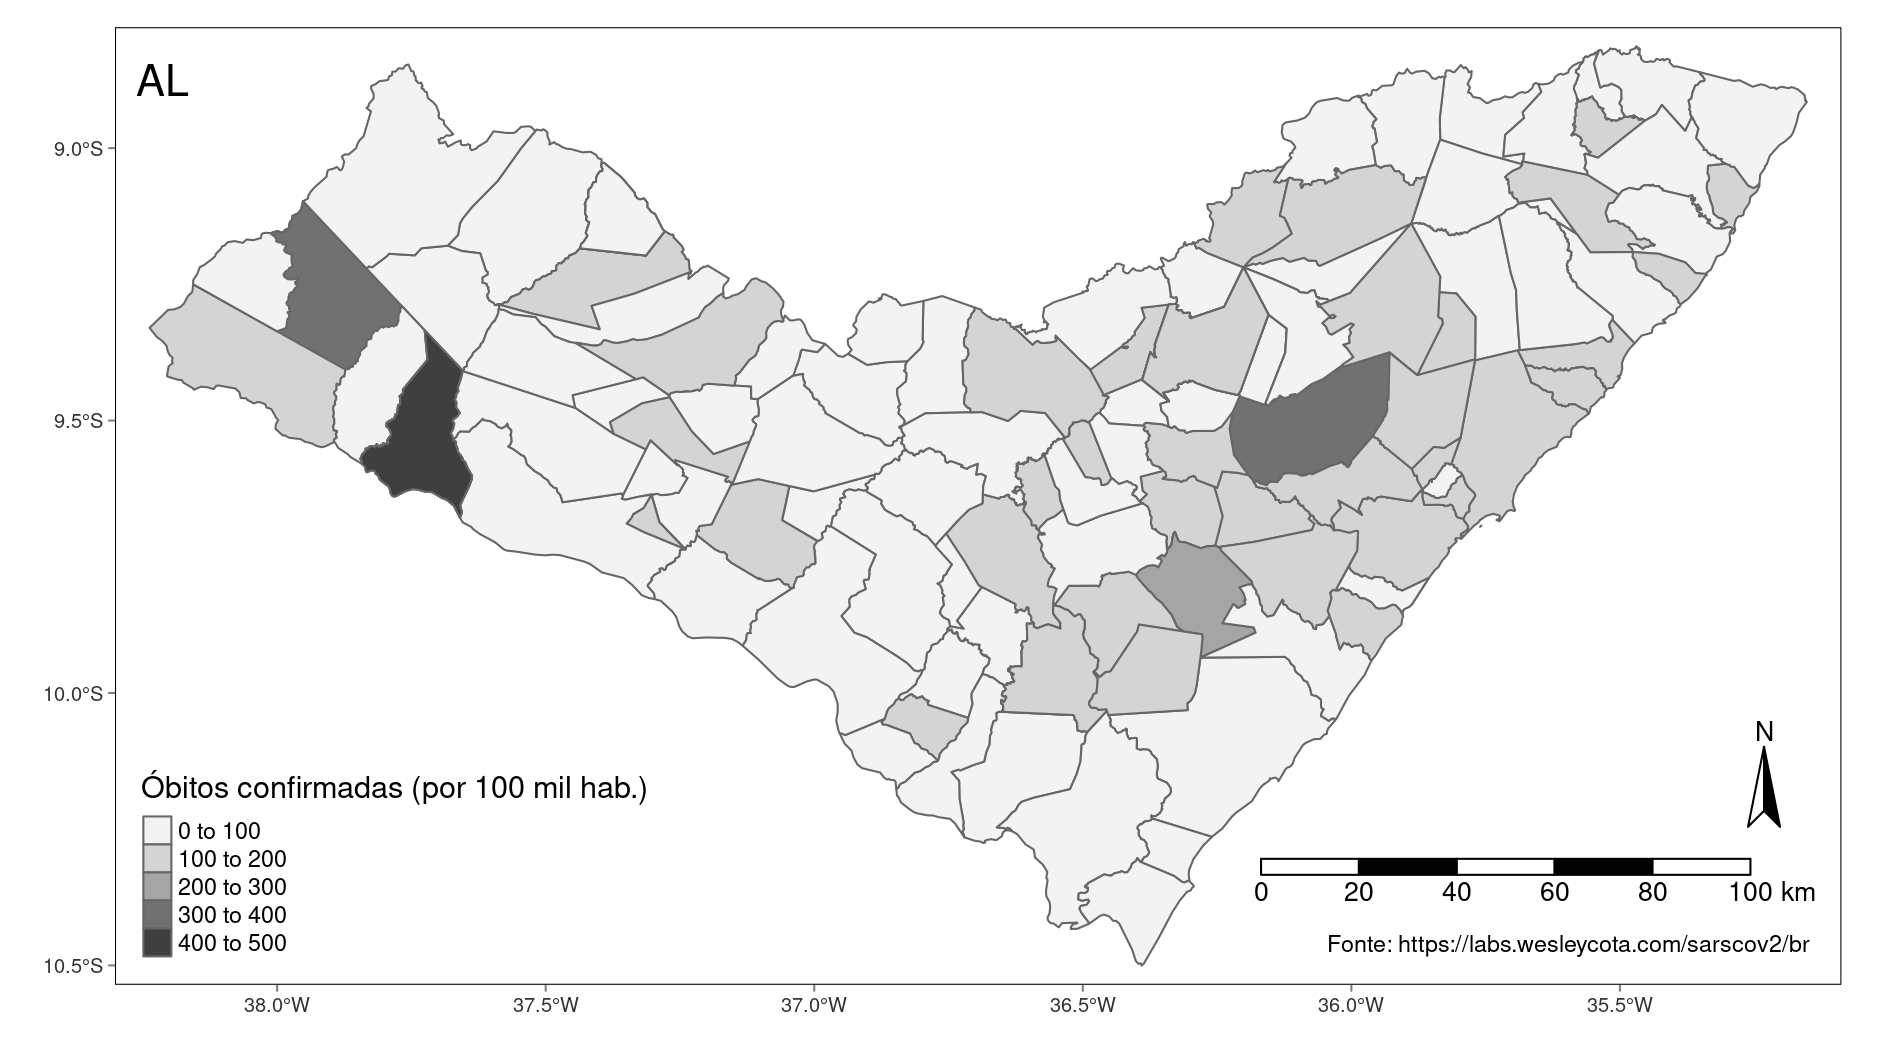 AL
9.0°S
9.5°S
10.0°S
10.5°S
Óbitos confirmadas (por 100 mil hab.)
0 to 100
100 to 200
200 to 300
300 to 400
400 to 500
N
0 20 40 60 80 100 km
Fonte: https://labs.wesleycota.com/sarscov2/br
38.0°W 37.5°W 37.0°W 36.5°W 36.0°W 35.5°W